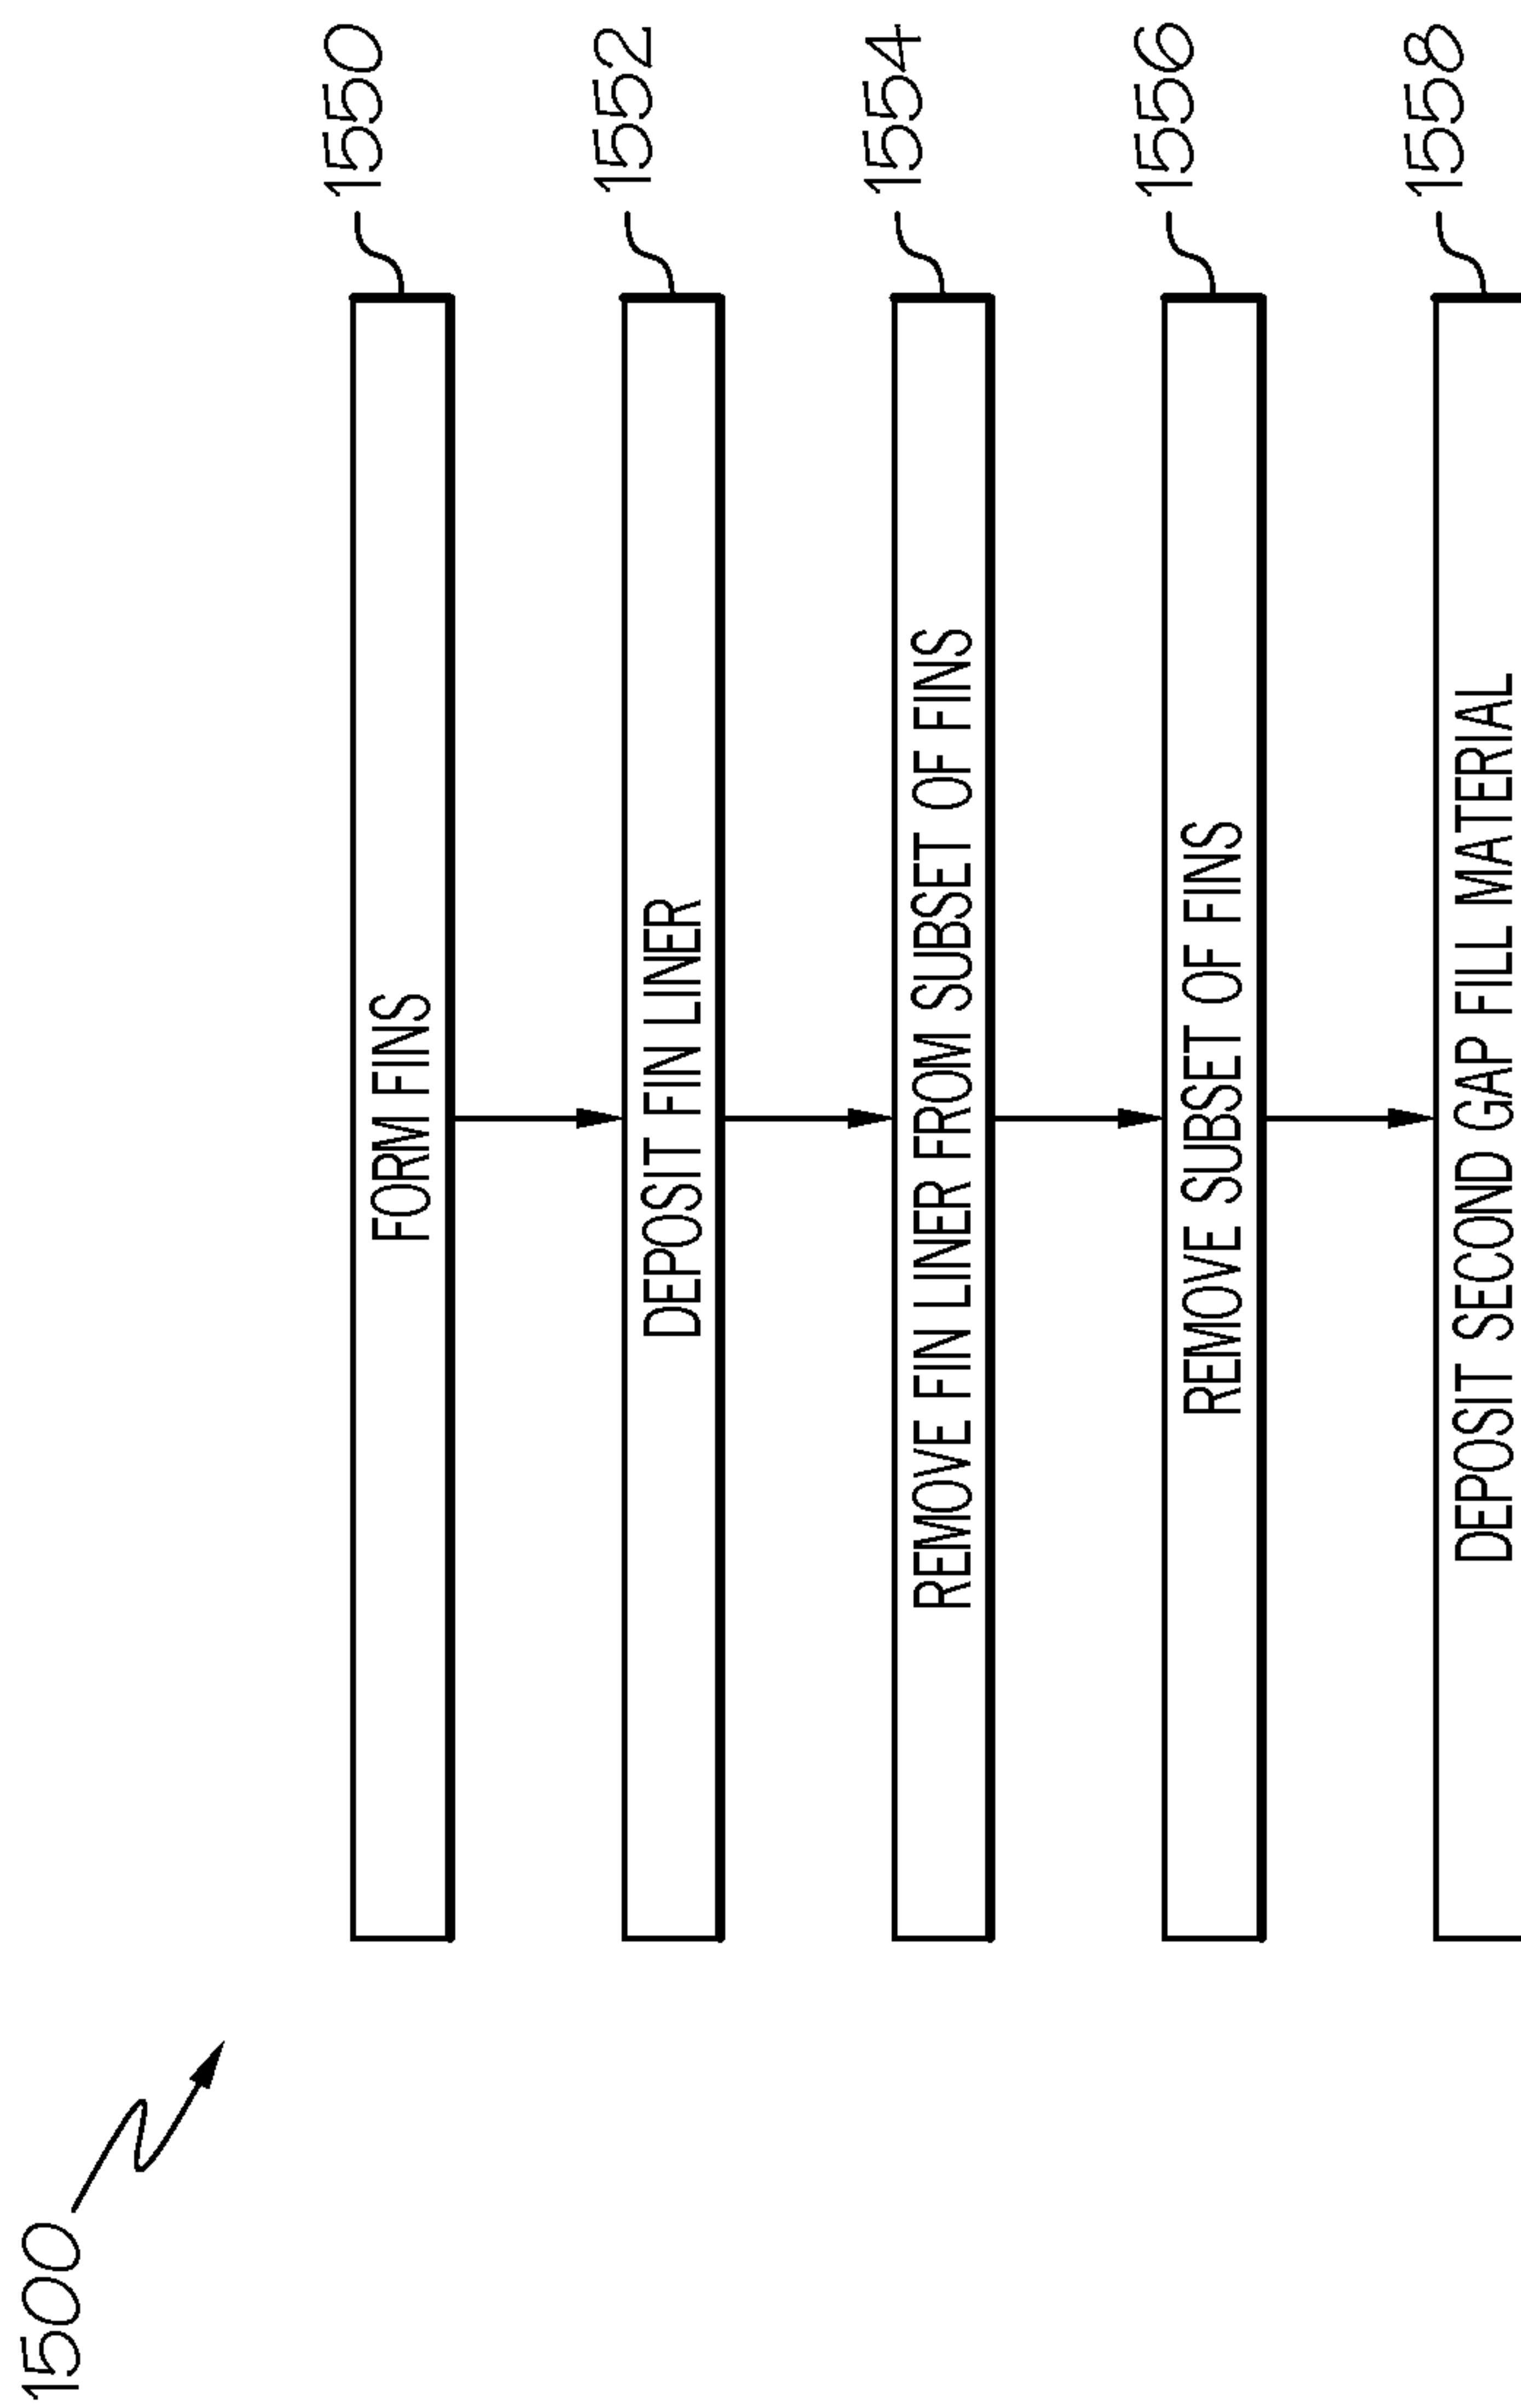 1500
FORM FINS
1550
DEPOSIT FIN LINER
1552
REMOVE FIN LINER FROM SUBSET OF FINS
1554
REMOVE SUBSET OF FINS
1556
DEPOSIT SECOND GAP FILL MATERIAL
1558